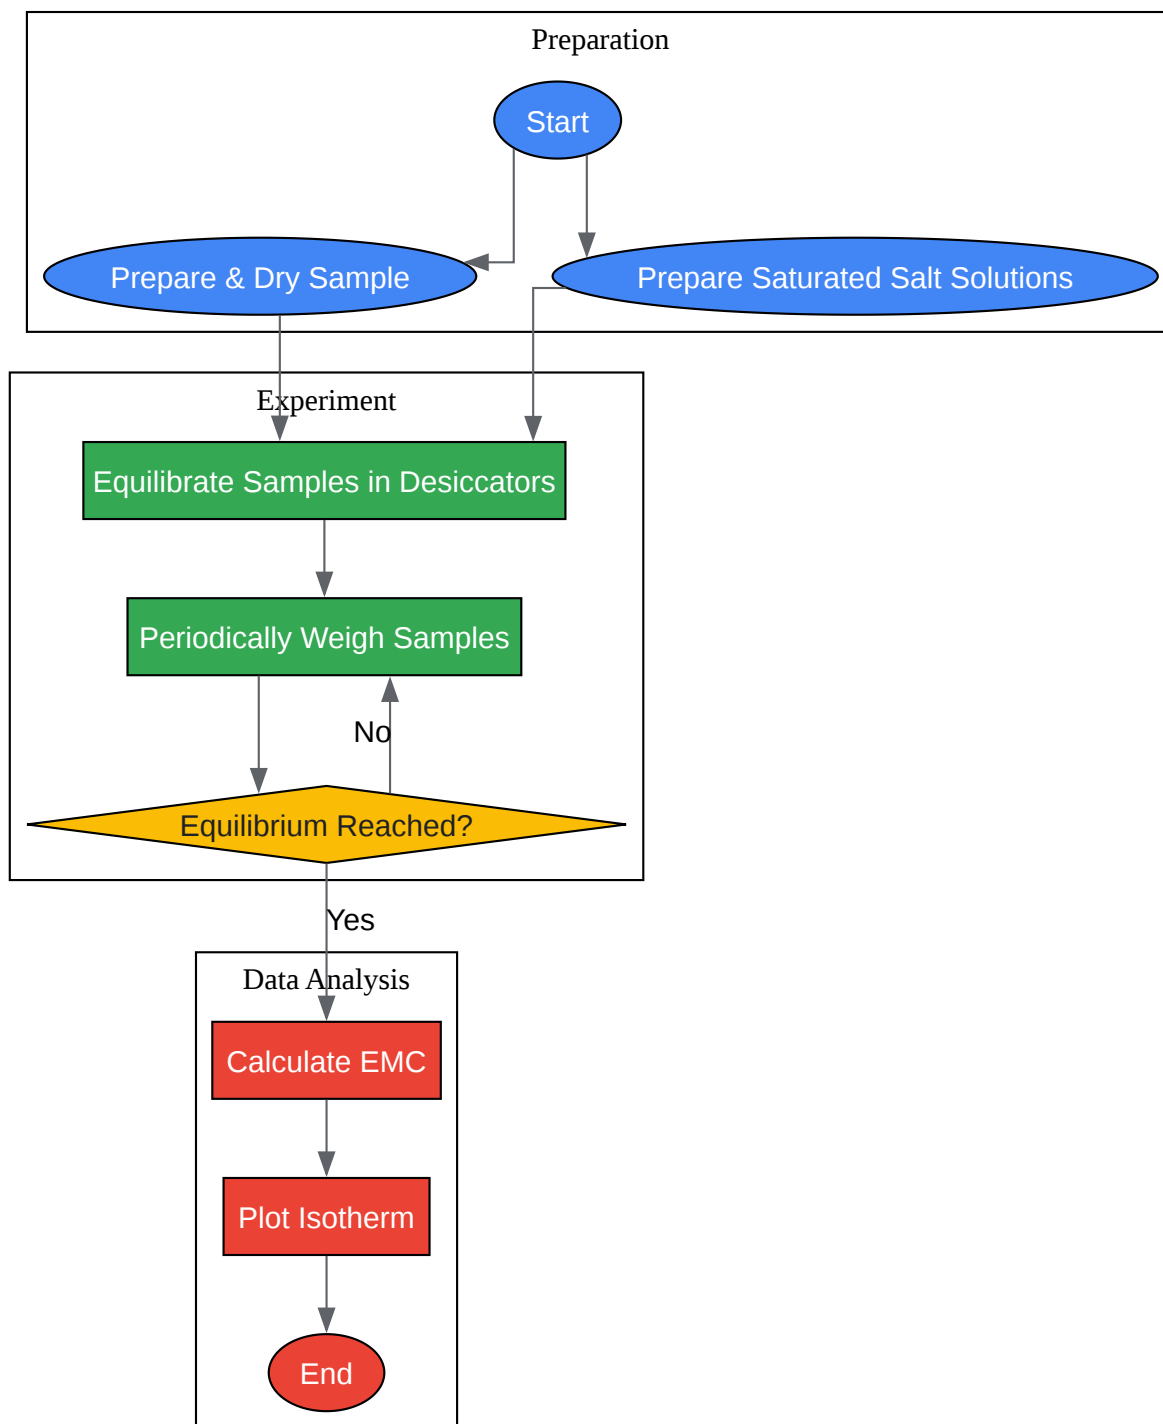 Preparation
Start
Prepare & Dry Sample
Prepare Saturated Salt Solutions
Experiment
Equilibrate Samples in Desiccators
Periodically Weigh Samples
No
Equilibrium Reached?
Yes
Data Analysis
Calculate EMC
Plot Isotherm
End